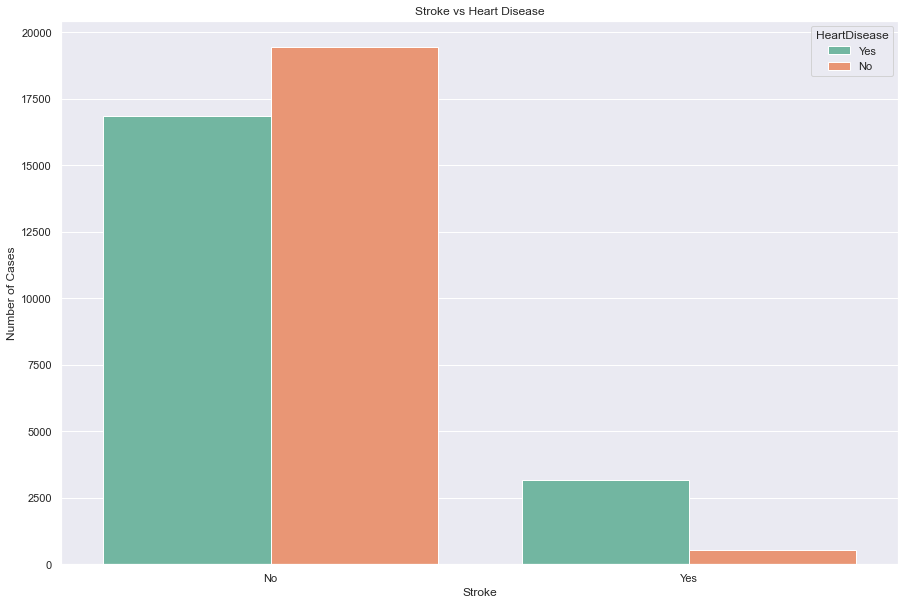 Stroke vs Heart Disease
HeartDisease
Yes
No
Number of Cases
20000
17500
15000
12500
10000
7500
5000
2500
0
No
Yes
Stroke